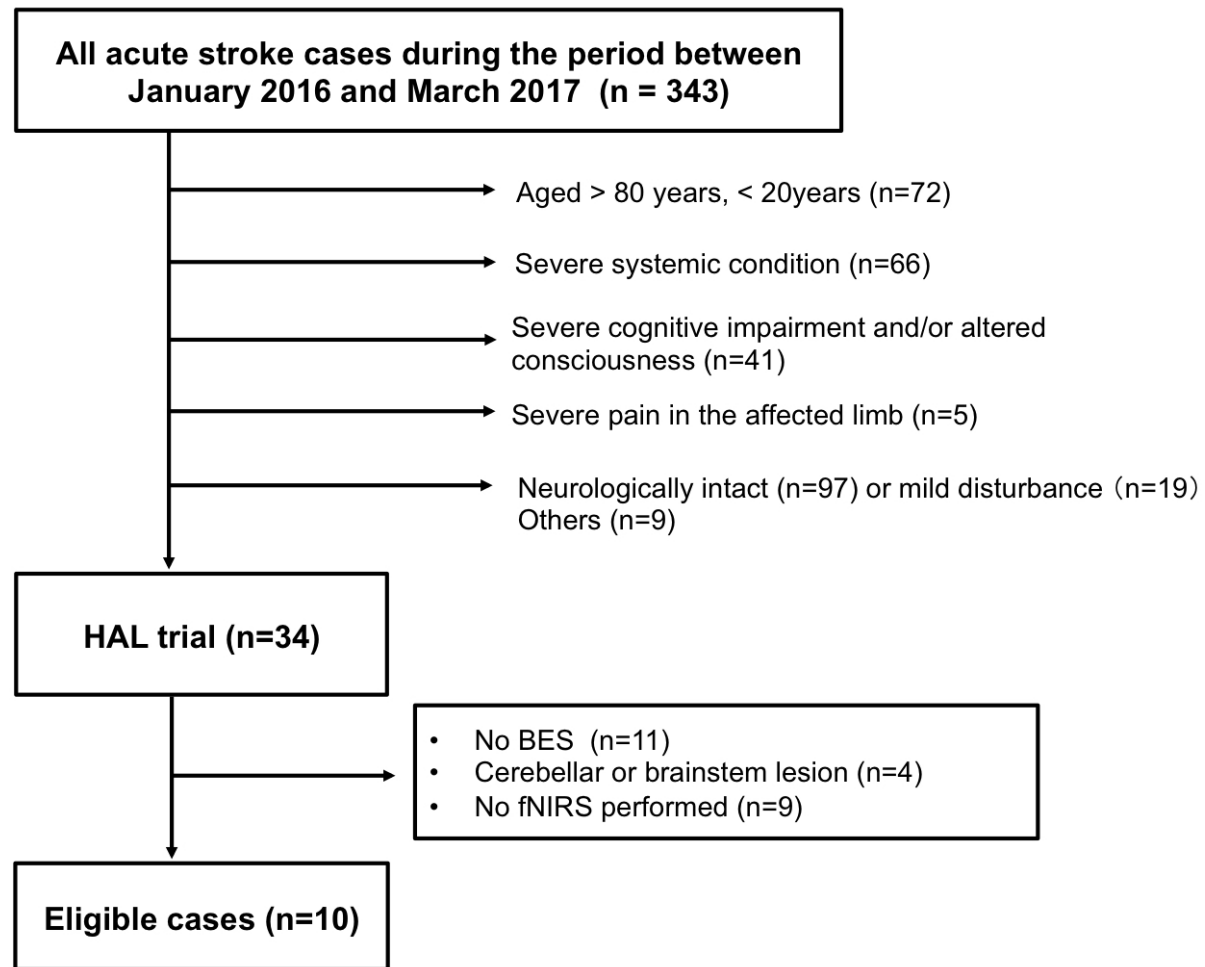 All acute stroke cases during the period between
January 2016 and March 2017  (n = 343)
Aged > 80 years, < 20years (n=72)
Severe systemic condition (n=66)
Severe cognitive impairment and/or altered
consciousness (n=41)
Severe pain in the affected limb (n=5)
Neurologically intact (n=97) or mild disturbance（n=19）
Others (n=9)
HAL trial (n=34)
• No BES  (n=11)
• Cerebellar or brainstem lesion (n=4)
• No fNIRS performed (n=9)
Eligible cases (n=10)